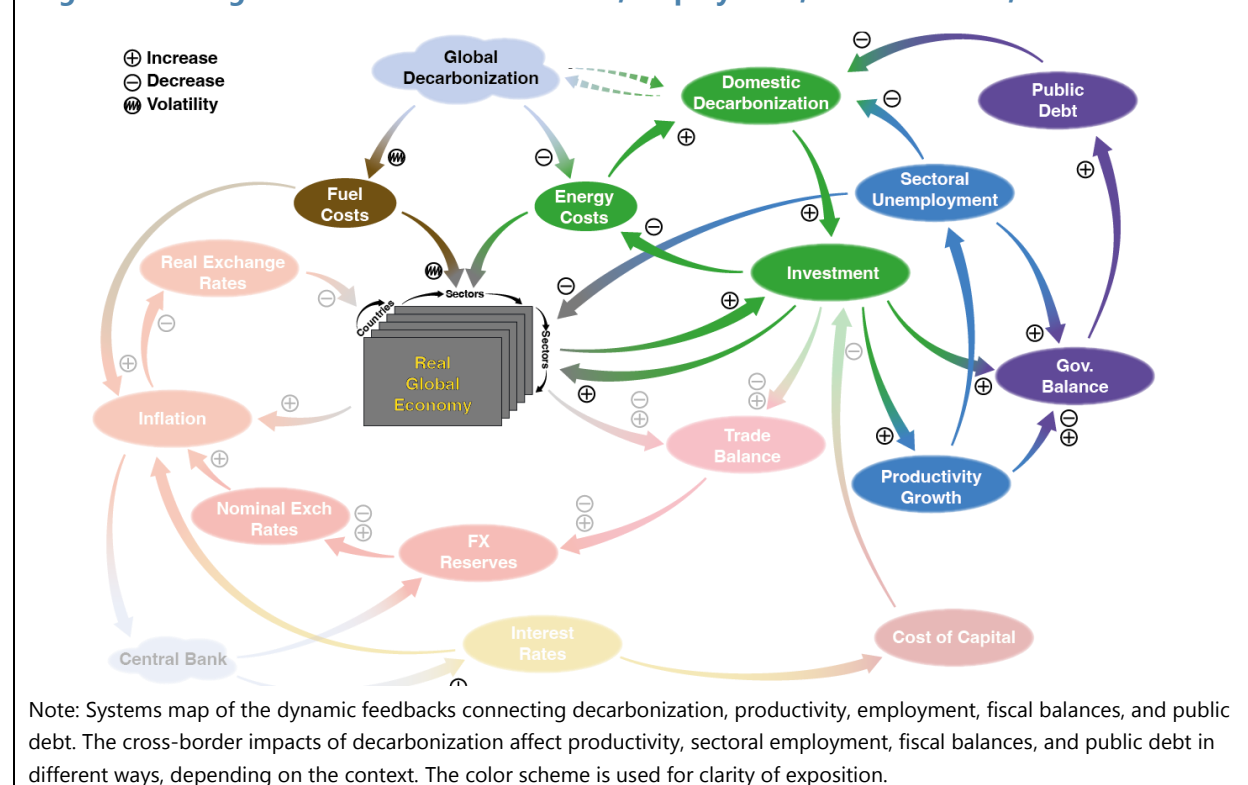 ⊕ Increase
⊖ Decrease
Volatility
Global
Decarbonization
Domestic
Decarbonization
Public
Debt
Fuel
Costs
Energy
Costs
Sectoral
Unemployment
Real Exchange
Rates
Investment
Countries
Sectors
Sectors
Real
Global
Economy
Gov.
Balance
Inflation
Trade
Balance
Productivity
Growth
Nominal Exch
Rates
FX
Reserves
Interest
Rates
Cost of Capital
Central Bank
Note: Systems map of the dynamic feedbacks connecting decarbonization, productivity, employment, fiscal balances, and public
debt. The cross-border impacts of decarbonization affect productivity, sectoral employment, fiscal balances, and public debt in
different ways, depending on the context. The color scheme is used for clarity of exposition.